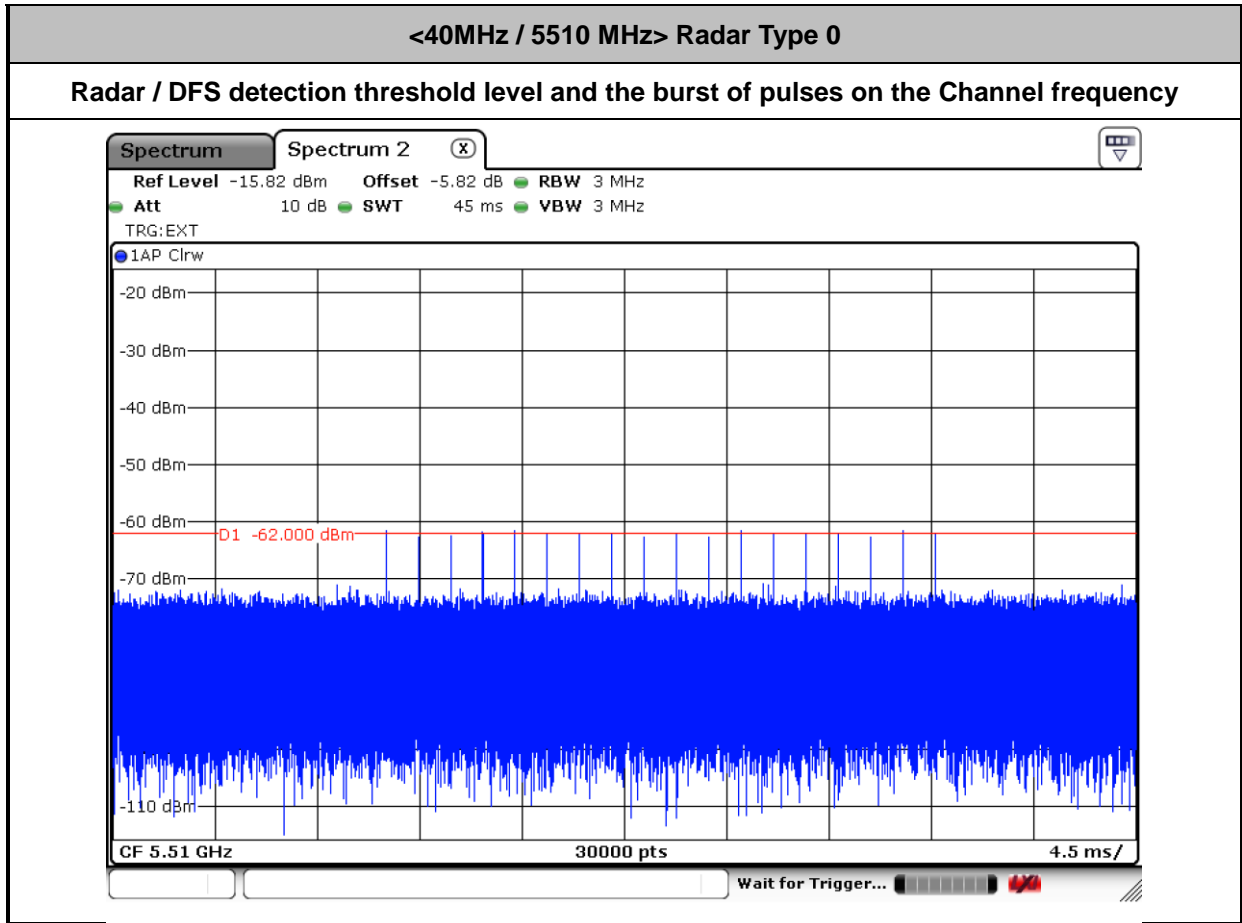 <40MHz / 5510 MHz> Radar Type 0
Radar / DFS detection threshold level and the burst of pulses on the Channel frequency
Spectrum Spectrum 2 X
Ref Level -15.82 dBm Offset -5.82 dB RBW 3 MHz
Att 10 dB SWT 45 ms VBW 3 MHz
TRG:EXT
1AP Clrw
-20 dBm
-30 dBm
-40 dBm
-50 dBm
-60 dBm
D1 -62.000 dBm
-70 dBm
-110 dBm
CF 5.51 GHz 30000 pts 4.5 ms/
Wait for Trigger...